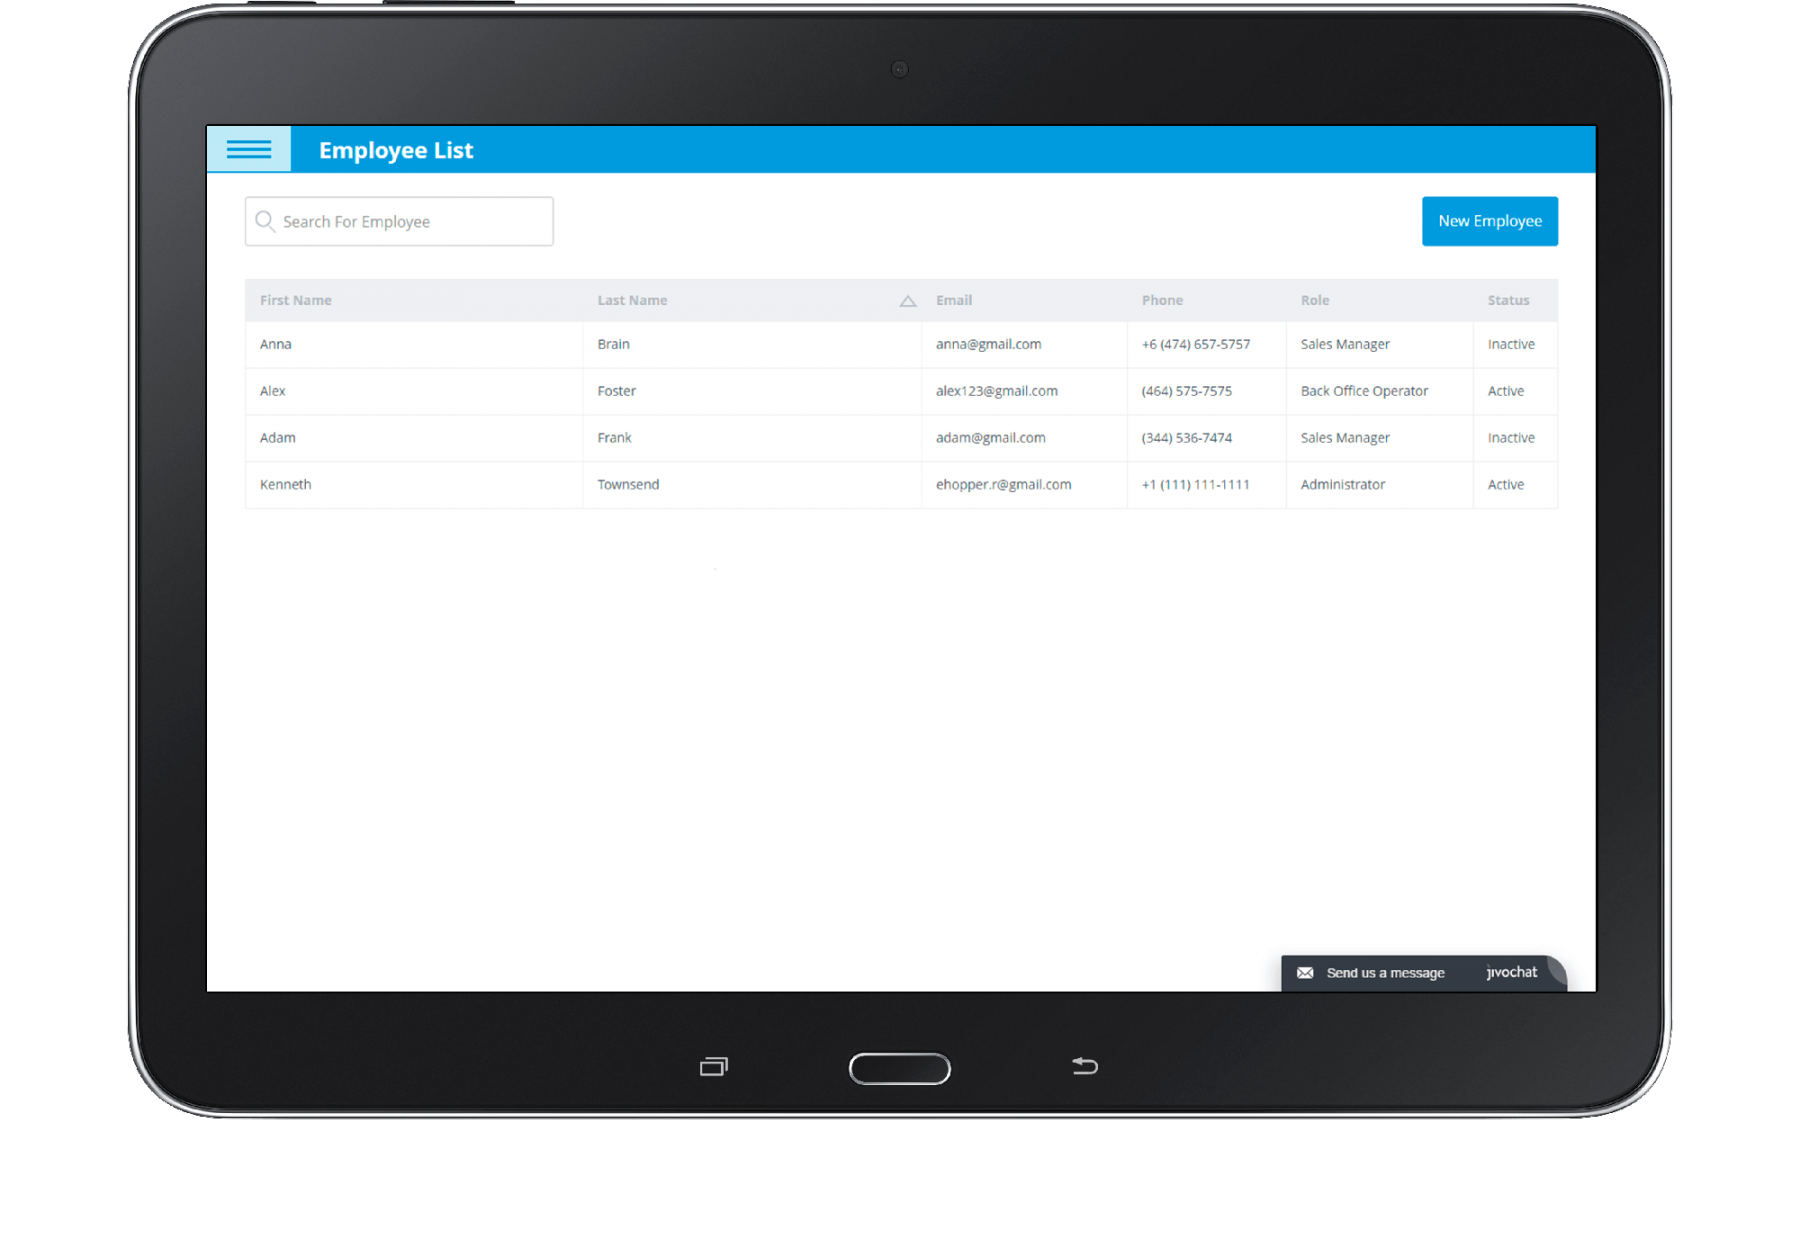 Employee List
Search For Employee
New Employee
First Name Last Name Email Phone Role Status
Anna Brain anna@gmail.com +6 (474) 657-5757 Sales Manager Inactive
Alex Foster alex123@gmail.com (464) 575-7575 Back Office Operator Active
Adam Frank adam@gmail.com (344) 536-7474 Sales Manager Inactive
Kenneth Townsend ehopper.r@gmail.com +1 (111) 111-1111 Administrator Active
Send us a message jivochat